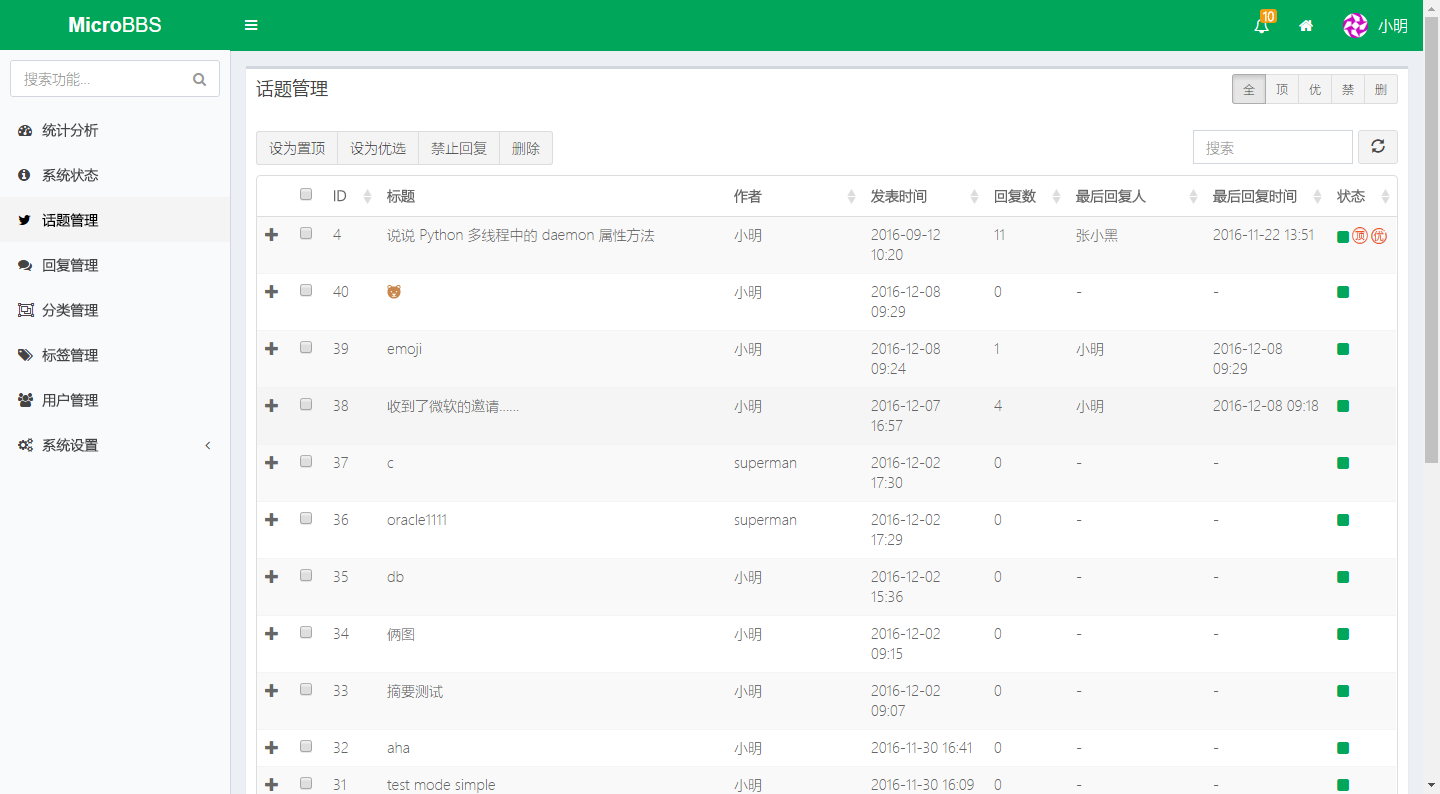 MicroBBS
10
小明
搜索功能...
统计分析
系统状态
话题管理
回复管理
分类管理
标签管理
用户管理
系统设置
话题管理
全 顶 优 禁 删
设为置顶 设为优选 禁止回复 删除
搜索
ID 标题 作者 发表时间 回复数 最后回复人 最后回复时间 状态
4 说说 Python 多线程中的 daemon 属性方法 小明 2016-09-12 10:20 11 张小黑 2016-11-22 13:51 顶 优
40 小明 2016-12-08 09:29 0 - -
39 emoji 小明 2016-12-08 09:24 1 小明 2016-12-08 09:29
38 收到了微软的邀请...... 小明 2016-12-07 16:57 4 小明 2016-12-08 09:18
37 c superman 2016-12-02 17:30 0 - -
36 oracle1111 superman 2016-12-02 17:29 0 - -
35 db 小明 2016-12-02 15:36 0 - -
34 俩图 小明 2016-12-02 09:15 0 - -
33 摘要测试 小明 2016-12-02 09:07 0 - -
32 aha 小明 2016-11-30 16:41 0 - -
31 test mode simple 小明 2016-11-30 16:09 0 - -